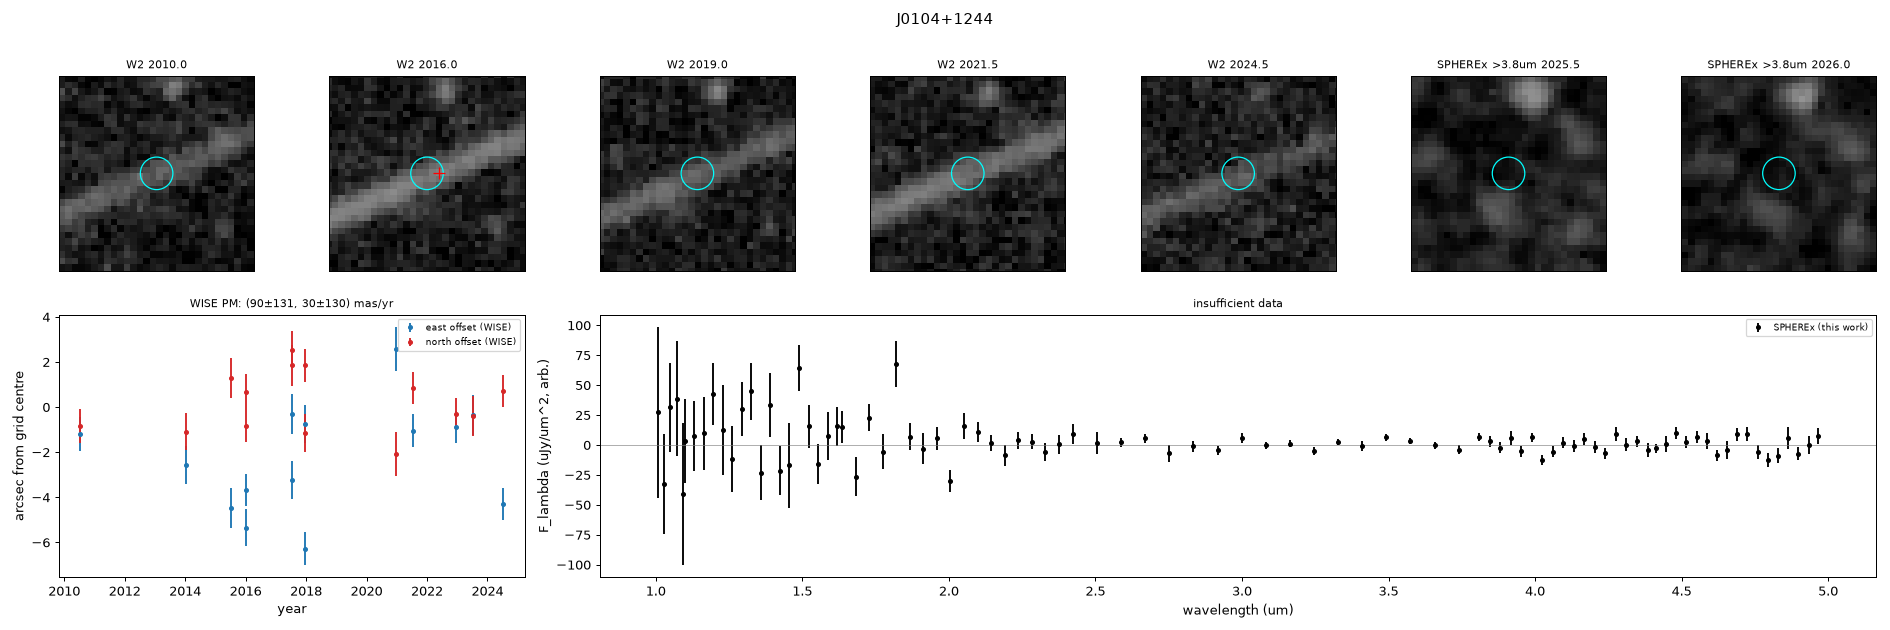 J0104+1244
W2 2010.0
W2 2016.0
W2 2019.0
W2 2021.5
W2 2024.5
SPHEREx >3.8um 2025.5
SPHEREx >3.8um 2026.0
WISE PM: (90±131, 30±130) mas/yr
east offset (WISE)
north offset (WISE)
arcsec from grid centre
4
2
0
−2
−4
−6
2010 2012 2014 2016 2018 2020 2022 2024
year
insufficient data
SPHEREx (this work)
F_lambda (uJy/um^2, arb.)
100
75
50
25
0
−25
−50
−75
−100
1.0 1.5 2.0 2.5 3.0 3.5 4.0 4.5 5.0
wavelength (um)